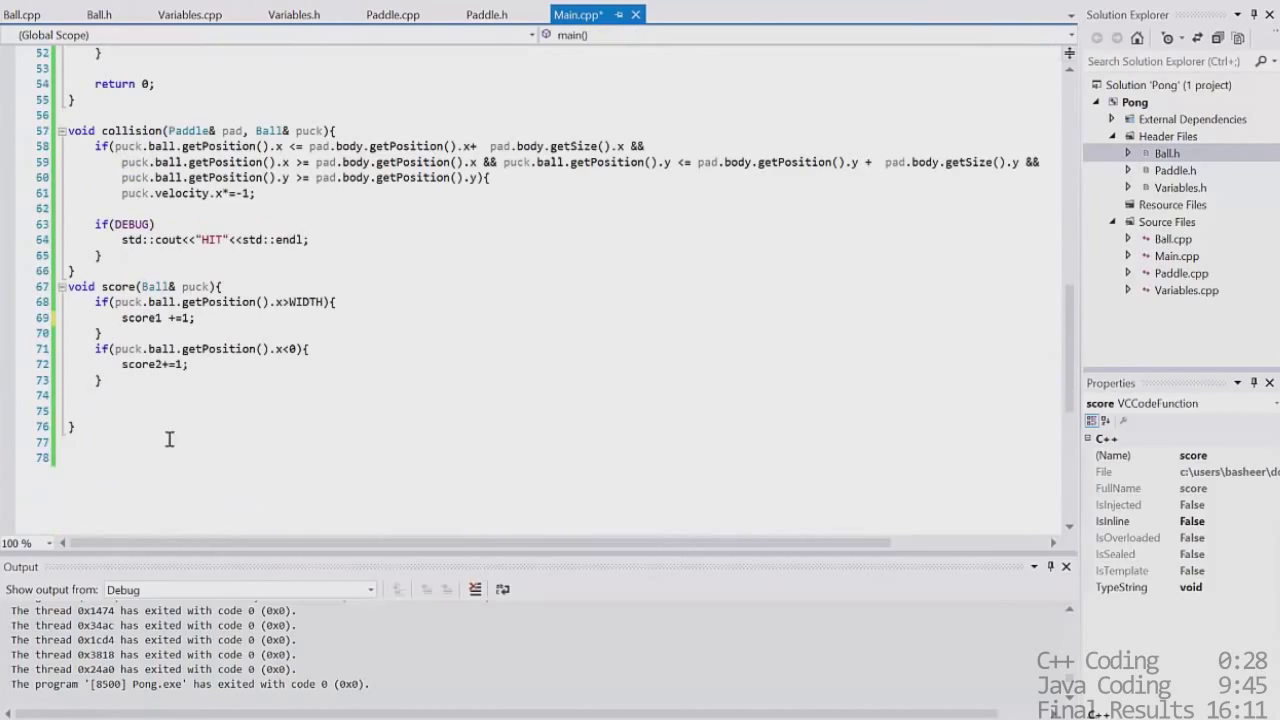 Ball.cpp Ball.h Variables.cpp Variables.h Paddle.cpp Paddle.h Main.cpp*
Solution Explorer
(Global Scope) main()
Search Solution Explorer (Ctrl+;)
Solution 'Pong' (1 project)
Pong
External Dependencies
Header Files
Ball.h
Paddle.h
Variables.h
Resource Files
Source Files
Ball.cpp
Main.cpp
Paddle.cpp
Variables.cpp
52 }
53
54 return 0;
55 }
56
57 void collision(Paddle& pad, Ball& puck){
58 if(puck.ball.getPosition().x <= pad.body.getPosition().x+ pad.body.getSize().x &&
59 puck.ball.getPosition().x >= pad.body.getPosition().x && puck.ball.getPosition().y <= pad.body.getPosition().y + pad.body.getSize().y &&
60 puck.ball.getPosition().y >= pad.body.getPosition().y){
61 puck.velocity.x*=-1;
62
63 if(DEBUG)
64 std::cout<<"HIT"<<std::endl;
65 }
66 }
67 void score(Ball& puck){
68 if(puck.ball.getPosition().x>WIDTH){
69 score1 +=1;
70 }
71 if(puck.ball.getPosition().x<0){
72 score2+=1;
73 }
74
75
76 }
77
78
100 %
Properties
score VCCodeFunction
C++
(Name) score
File c:\users\basheer\do
FullName score
IsInjected False
IsInline False
IsOverloaded False
IsSealed False
IsTemplate False
TypeString void
C++
Output
Show output from: Debug
The thread 0x1474 has exited with code 0 (0x0).
The thread 0x34ac has exited with code 0 (0x0).
The thread 0x1cd4 has exited with code 0 (0x0).
The thread 0x3818 has exited with code 0 (0x0).
The thread 0x24a0 has exited with code 0 (0x0).
The program '[8500] Pong.exe' has exited with code 0 (0x0).
C++ Coding 0:28
Java Coding 9:45
Final Results 16:11